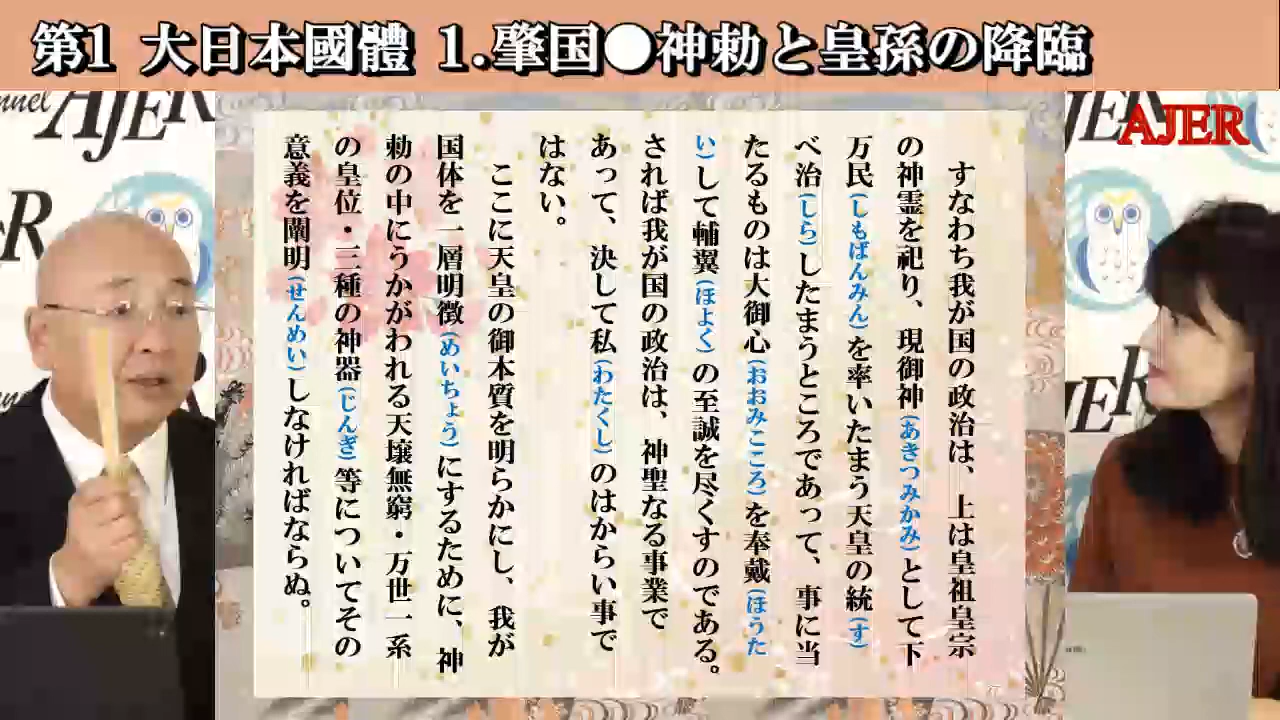 第1 大日本國體 1.肇国●神勅と皇孫の降臨
AJER
すなわち我が国の政治は、上は皇祖皇宗
の神霊を祀り、現御神(あきつみかみ)として下
万民(しもばんみん)を率いたまう天皇の統(す
べ治(しら)したまうところであって、事に当
たるものは大御心(おおみこころ)を奉戴(ほうた
い)して輔翼(ほよく)の至誠を尽くすのである。
されば我が国の政治は、神聖なる事業で
あって、決して私(わたくし)のはからい事で
はない。
ここに天皇の御本質を明らかにし、我が
国体を一層明徴(めいちょう)にするために、神
勅の中にうかがわれる天壌無窮・万世一系
の皇位・三種の神器(じんぎ)等についてその
意義を闡明(せんめい)しなければならぬ。
nnel
AJER
JER
R
JER